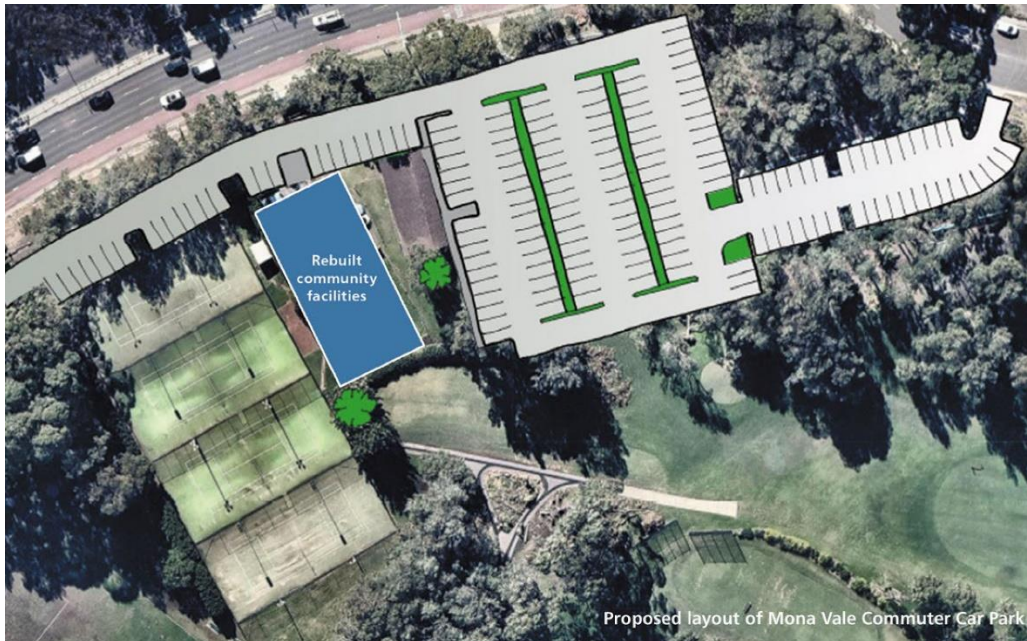 Rebuilt
community
facilities
Proposed layout of Mona Vale Commuter Car Park